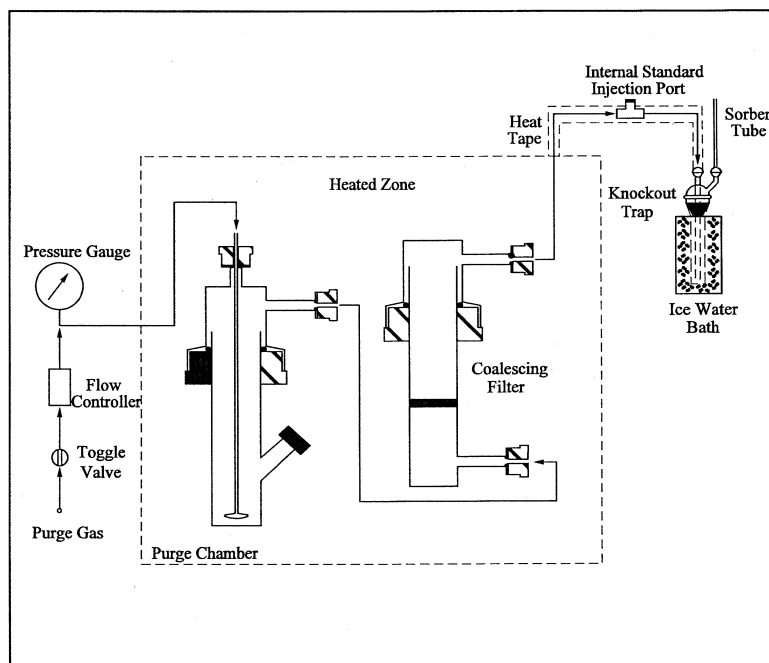 Internal Standard
Injection Port
Heat
Tape
Sorbent
Tube
Heated Zone
Knockout
Trap
Pressure Gauge
Ice Water
Bath
Flow
Controller
Coalescing
Filter
Toggle
Valve
Purge Gas
Purge Chamber